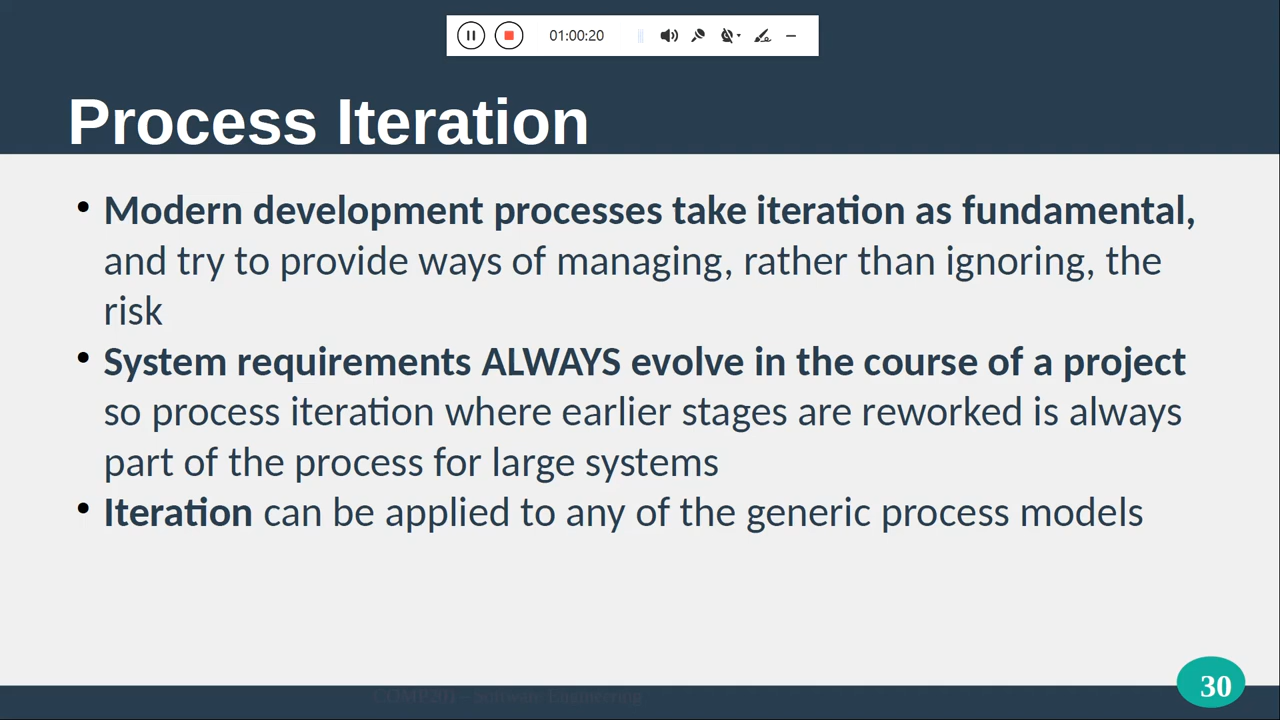 01:00:20
Process Iteration
• Modern development processes take iteration as fundamental,
and try to provide ways of managing, rather than ignoring, the
risk
• System requirements ALWAYS evolve in the course of a project
so process iteration where earlier stages are reworked is always
part of the process for large systems
• Iteration can be applied to any of the generic process models
– Software Engineering
30